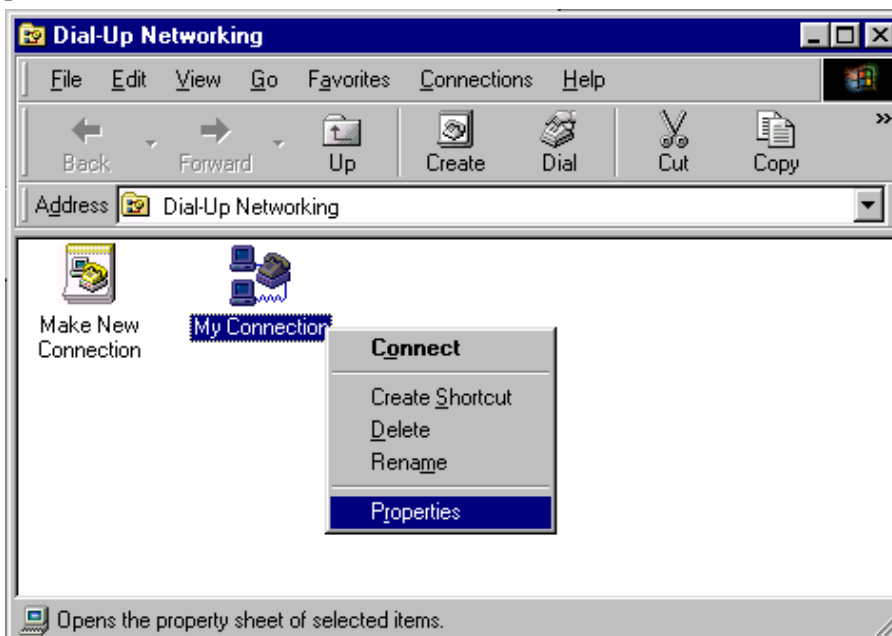 Dial-Up Networking
File Edit View Go Favorites Connections Help
Back Forward Up Create Dial Cut Copy »
Address Dial-Up Networking
Make New
Connection
My Connection
Connect
Create Shortcut
Delete
Rename
Properties
Opens the property sheet of selected items.